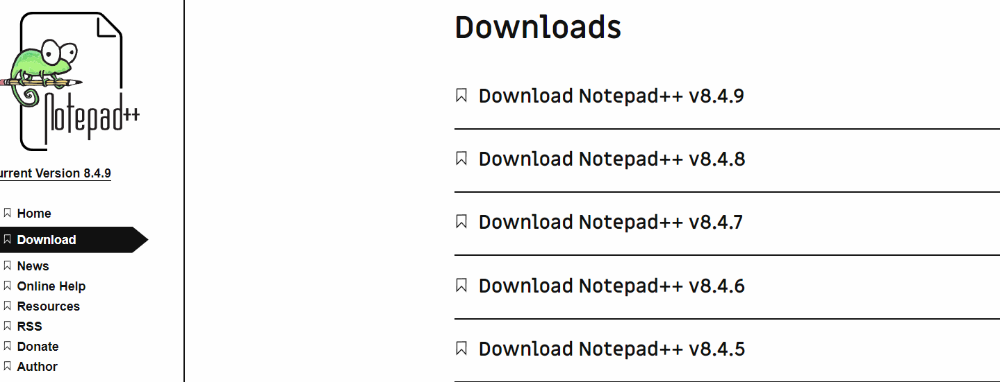 Notepad++
urrent Version 8.4.9
Home
Download
News
Online Help
Resources
RSS
Donate
Author
Downloads
Download Notepad++ v8.4.9
Download Notepad++ v8.4.8
Download Notepad++ v8.4.7
Download Notepad++ v8.4.6
Download Notepad++ v8.4.5